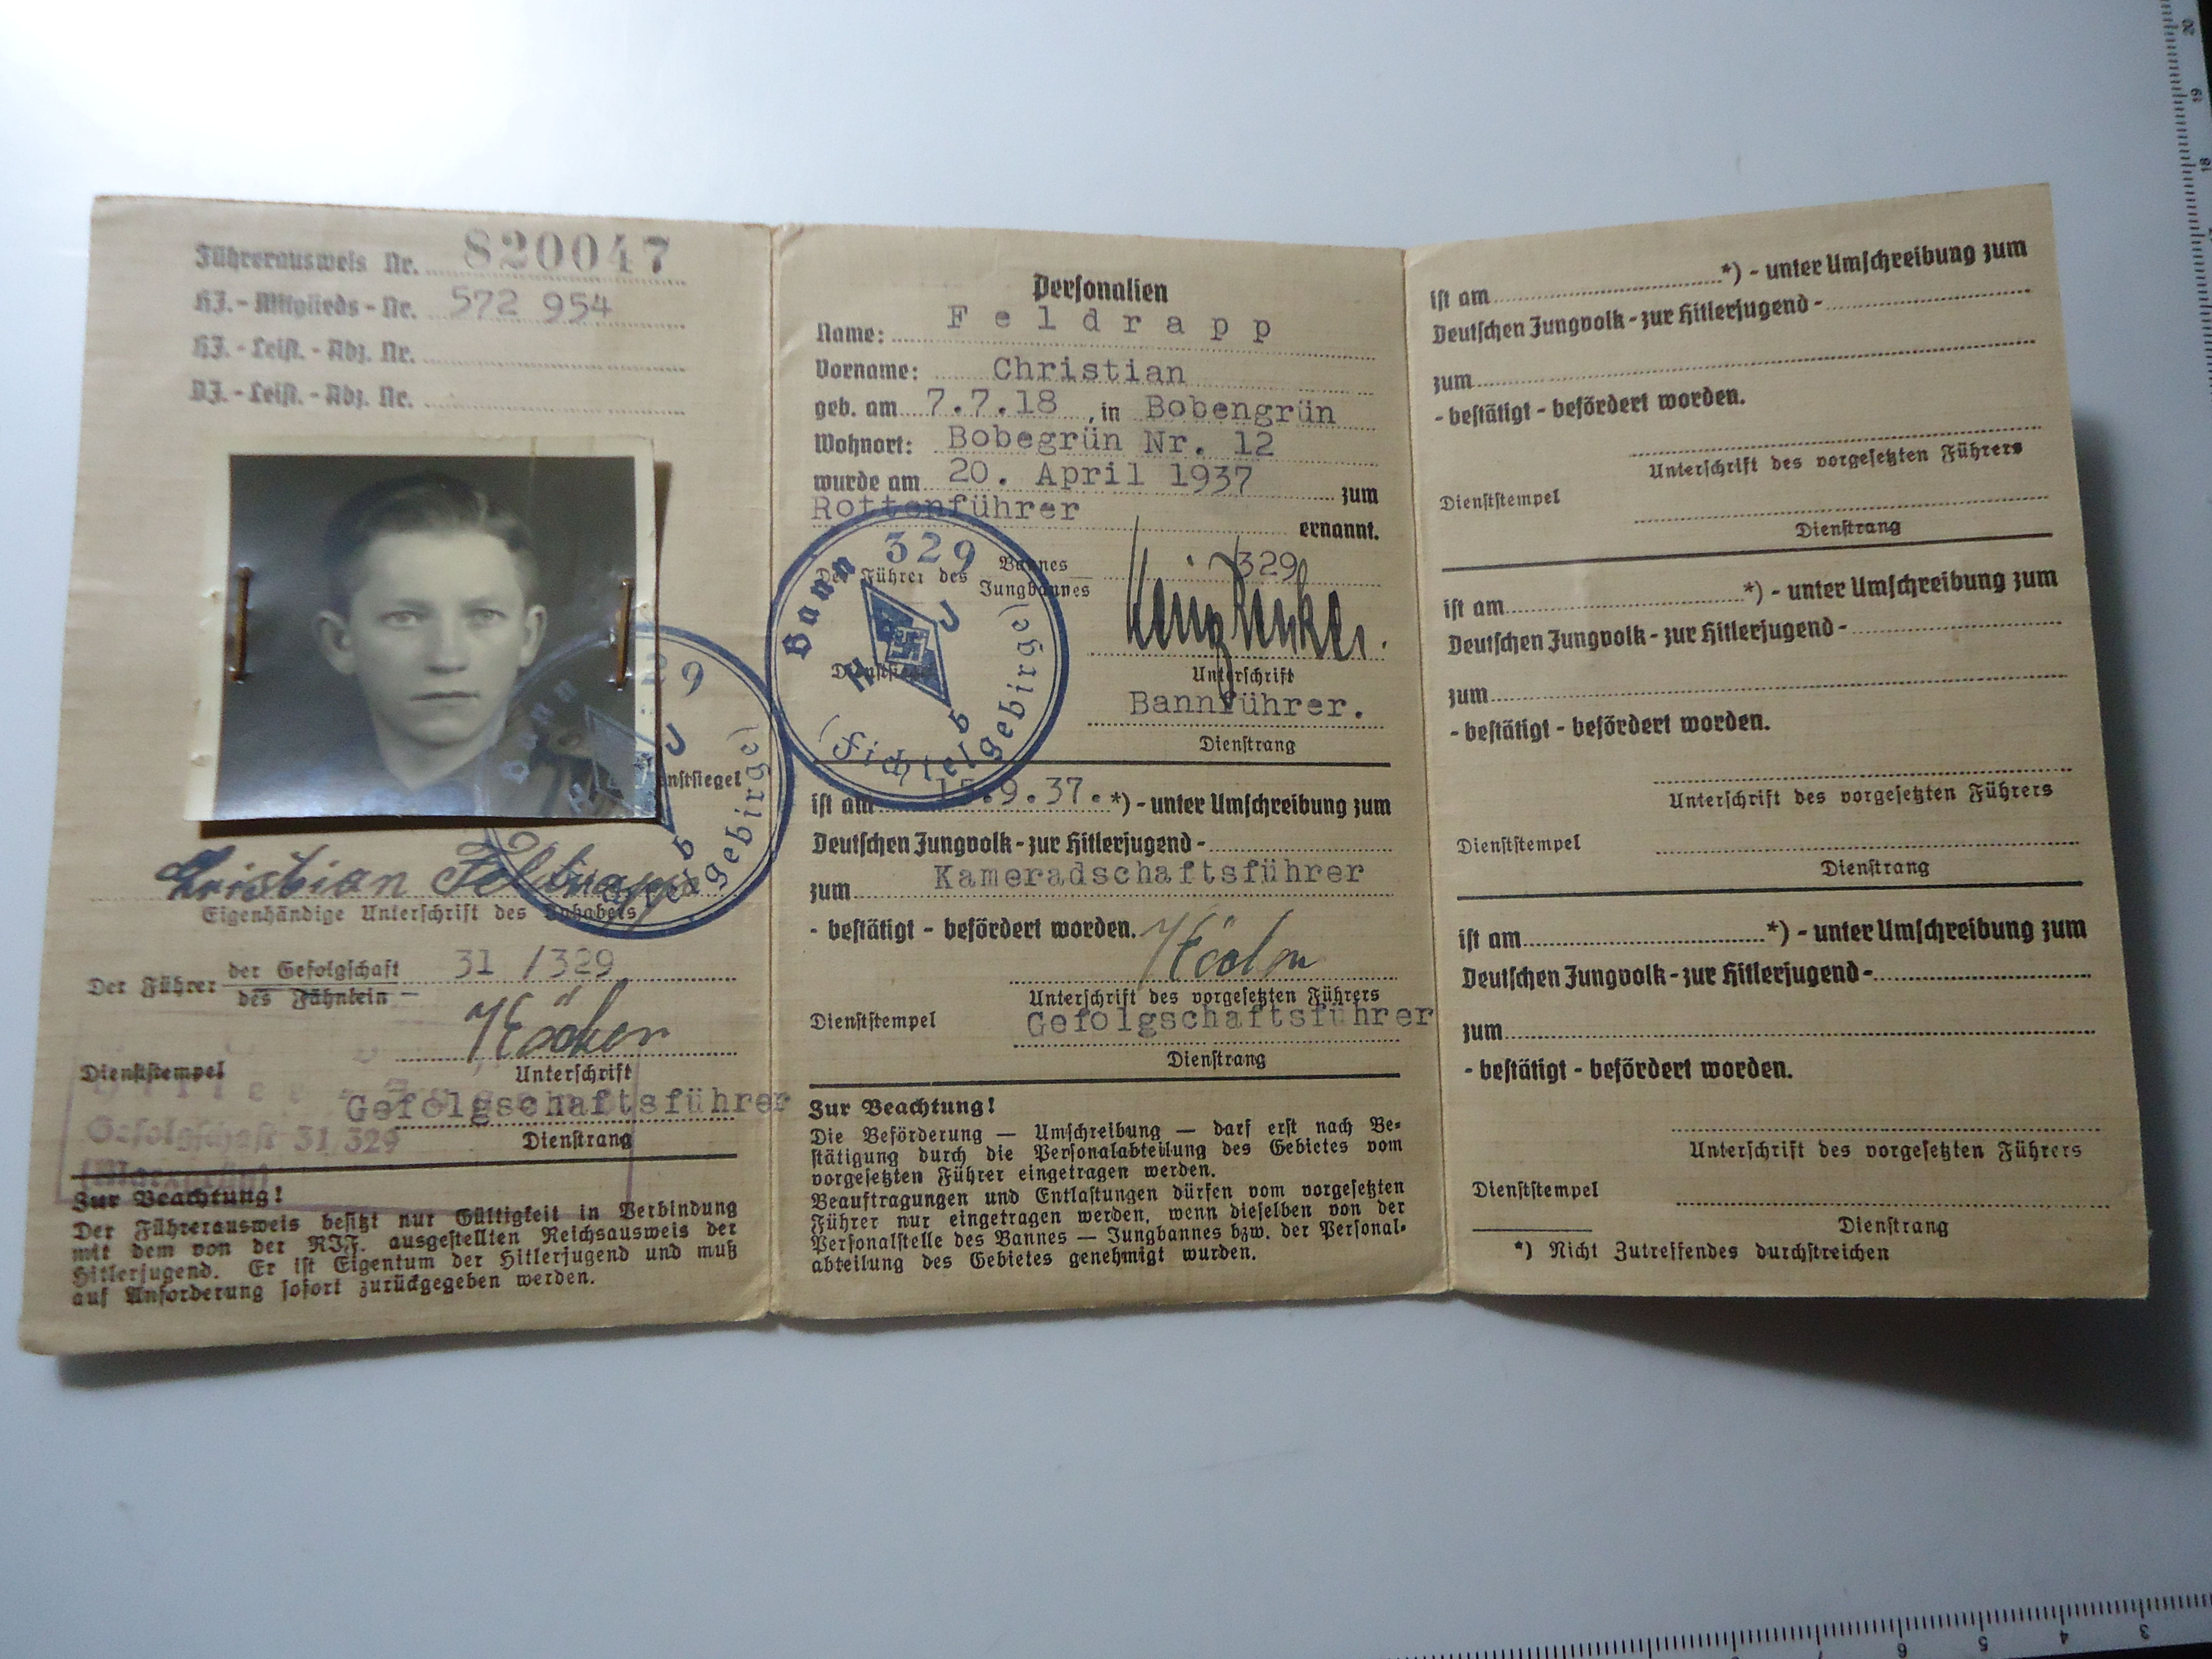 Führerausweis Nr. 820047
HJ.-Mitglieds-Nr. 572 954
HJ.-Leist.-Abz. Nr.
DJ.-Leist.-Abz. Nr.
29
J
nstsiegel
gebirge)
Christian Feldrapp
Eigenhändige Unterschrift des Inhabers
Der Führer der Gefolgschaft 31 /329
des Fähnlein
Dienststempel
Unterschrift
Gefolgschaftsführer
Gefolgschaft 31/329
Dienstrang
Zur Beachtung!
Der Führerausweis besitzt nur Gültigkeit in Verbindung
mit dem von der RJF. ausgestellten Reichsausweis der
Hitlerjugend. Er ist Eigentum der Hitlerjugend und muß
auf Anforderung sofort zurückgegeben werden.
Personalien
Name: Feldrapp
Vorname: Christian
geb. am 7.7.18 , in Bobengrün
Wohnort: Bobegrün Nr. 12
wurde am 20. April 1937 zum
Rottenführer ernannt.
Bann 329
H J
(Fichtelgebirge)
b
Der Führer des Bannes 329
Jungbannes
Dienstsiegel
Unterschrift
Bannführer.
Dienstrang
ist am 15.9.37. *) - unter Umschreibung zum
Deutschen Jungvolk - zur Hitlerjugend -
zum Kameradschaftsführer
- bestätigt - befördert worden.
Unterschrift des vorgesetzten Führers
Dienststempel Gefolgschaftsführer
Dienstrang
Zur Beachtung!
Die Beförderung — Umschreibung — darf erst nach Be-
stätigung durch die Personalabteilung des Gebietes vom
vorgesetzten Führer eingetragen werden.
Beauftragungen und Entlastungen dürfen vom vorgesetzten
Führer nur eingetragen werden, wenn dieselben von der
Personalstelle des Bannes — Jungbannes bzw. der Personal-
abteilung des Gebietes genehmigt wurden.
ist am *) - unter Umschreibung zum
Deutschen Jungvolk - zur Hitlerjugend -
zum
- bestätigt - befördert worden.
Unterschrift des vorgesetzten Führers
Dienststempel
Dienstrang
ist am *) - unter Umschreibung zum
Deutschen Jungvolk - zur Hitlerjugend -
zum
- bestätigt - befördert worden.
Unterschrift des vorgesetzten Führers
Dienststempel
Dienstrang
ist am *) - unter Umschreibung zum
Deutschen Jungvolk - zur Hitlerjugend -
zum
- bestätigt - befördert worden.
Unterschrift des vorgesetzten Führers
Dienststempel
Dienstrang
*) Nicht Zutreffendes durchstreichen
20
19
18
6
5
4
3